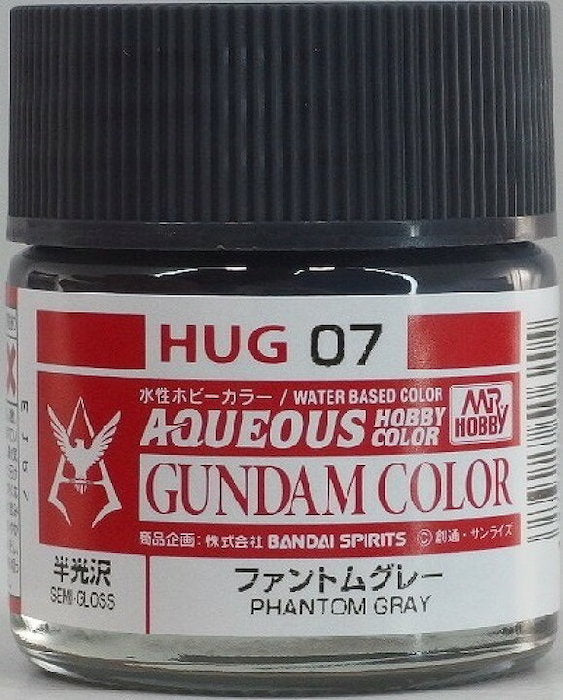 HUG 07
水性ホビーカラー / WATER BASED COLOR
AQUEOUS HOBBY COLOR
MR HOBBY
GUNDAM COLOR
商品企画:株式会社 BANDAI SPIRITS ©創通・サンライズ
半光沢
SEMI-GLOSS
ファントムグレー
PHANTOM GRAY